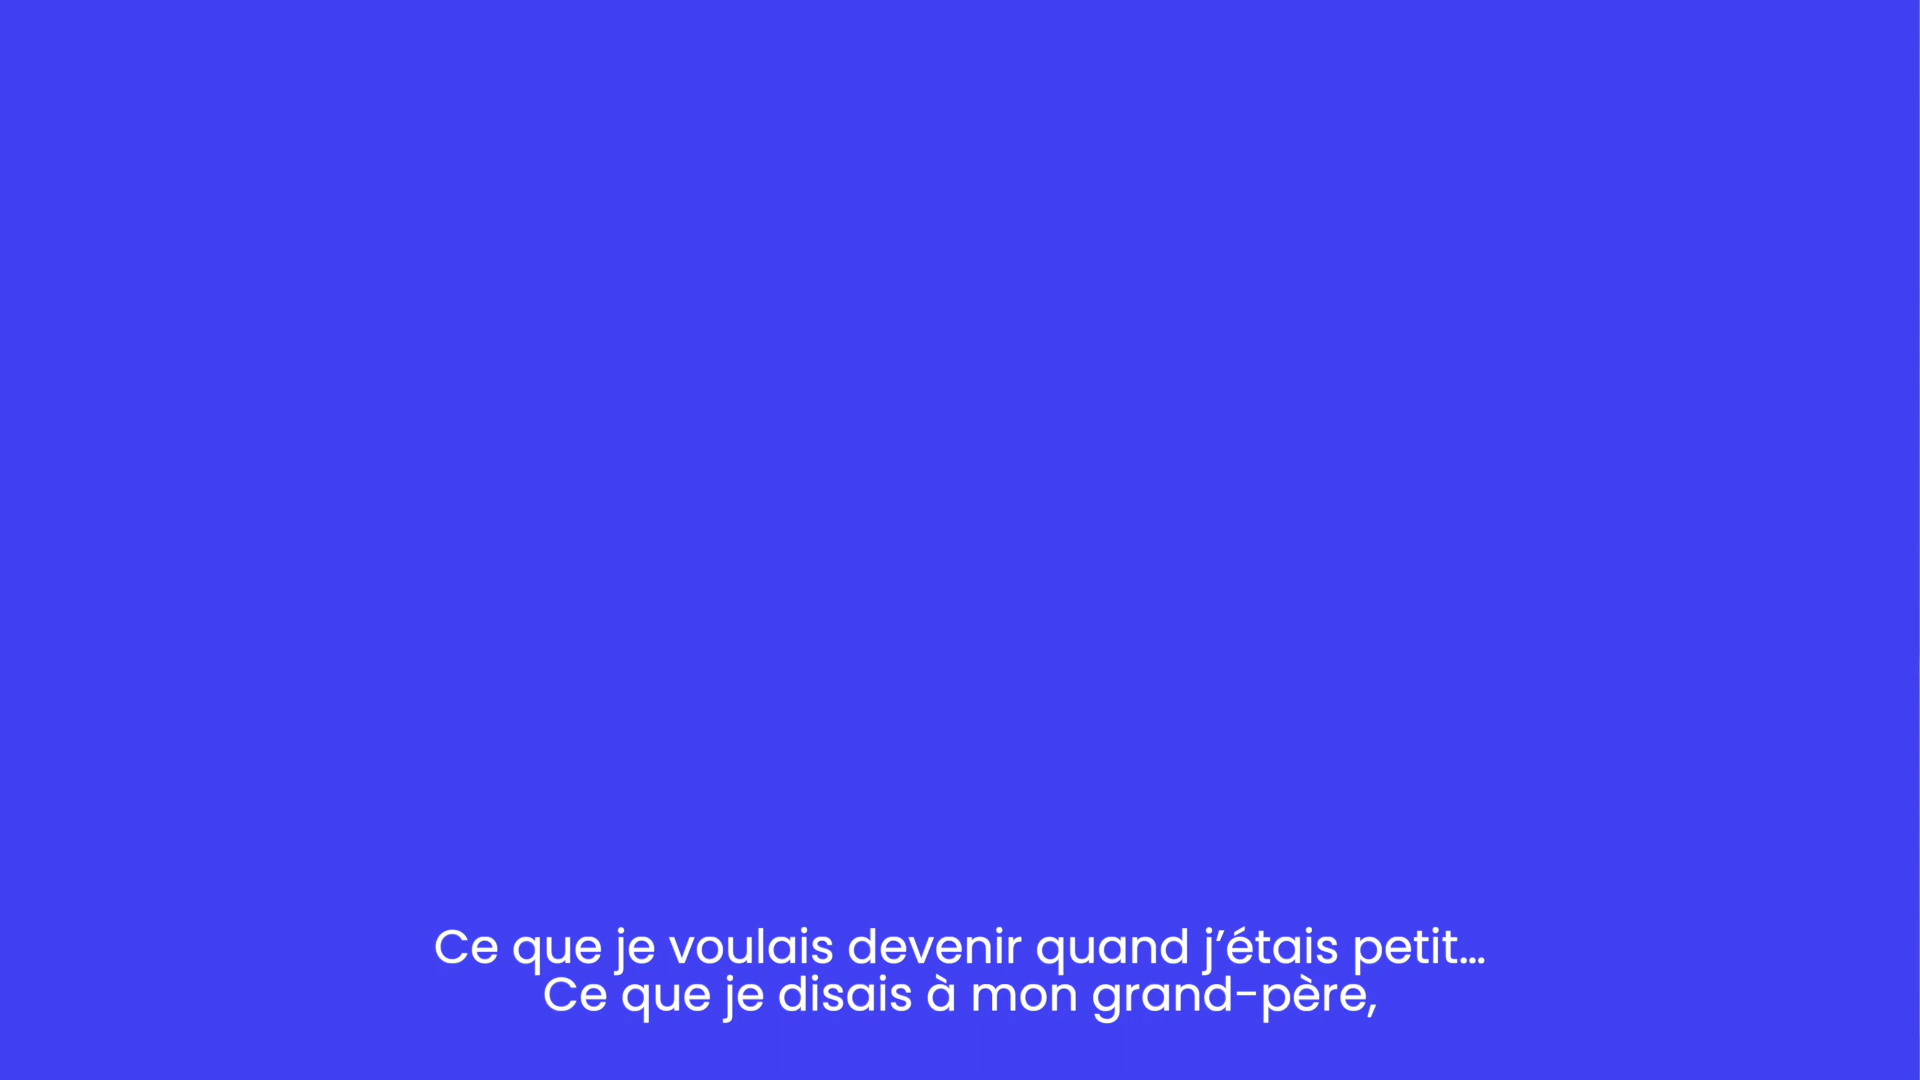 Ce que je voulais devenir quand j’étais petit…
Ce que je disais à mon grand-père,